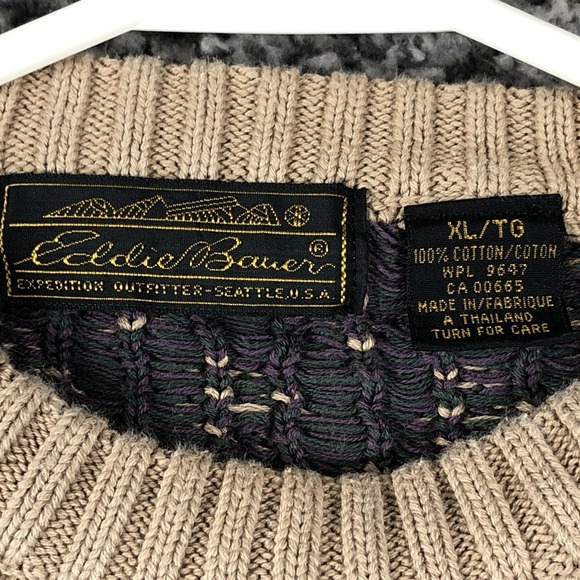 Eddie Bauer®
EXPEDITION OUTFITTER-SEATTLE,U.S.A.
XL/TG
100% COTTON/COTON
WPL 9647
CA 00665
MADE IN/FABRIQUE
A THAILAND
TURN FOR CARE